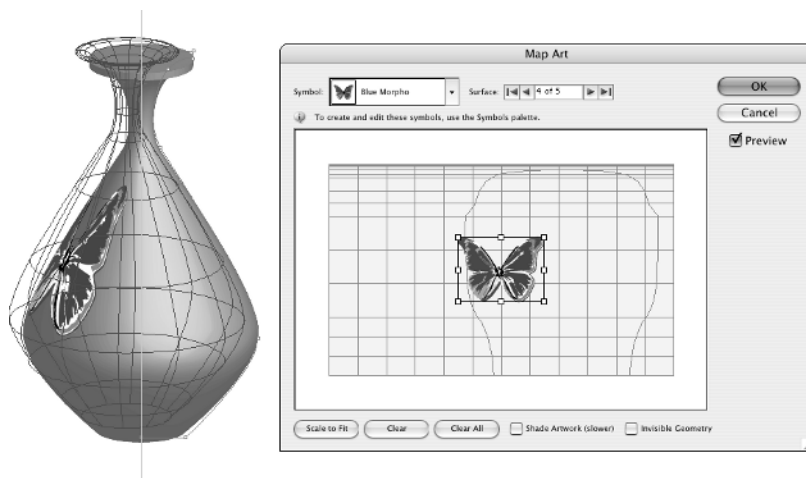 Map Art
Symbol: Blue Morpho Surface: 4 of 5
To create and edit these symbols, use the Symbols palette.
OK
Cancel
Preview
Scale to Fit Clear Clear All Shade Artwork (slower) Invisible Geometry